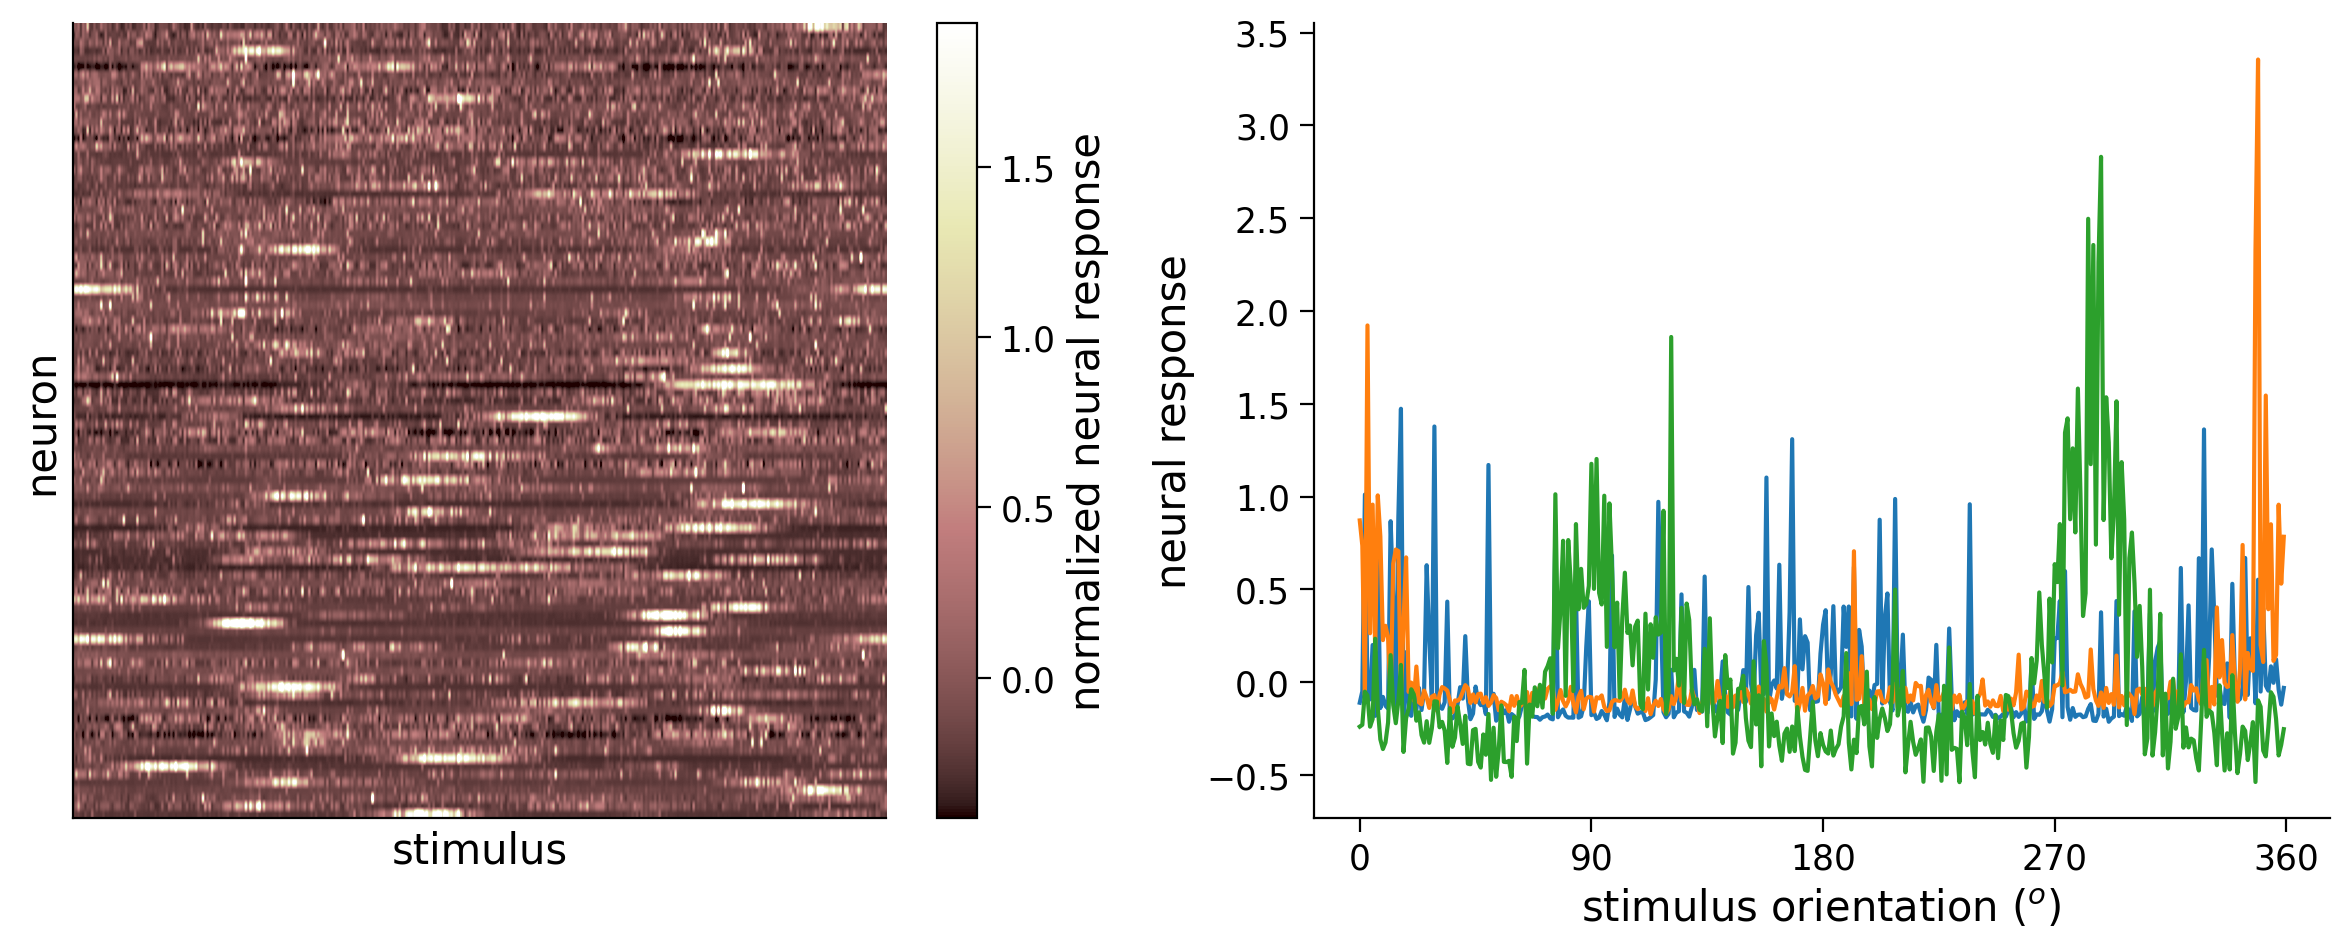 neuron
stimulus
1.5
1.0
0.5
0.0
normalized neural response
neural response
3.5
3.0
2.5
2.0
1.5
1.0
0.5
0.0
−0.5
0 90 180 270 360
stimulus orientation (o)